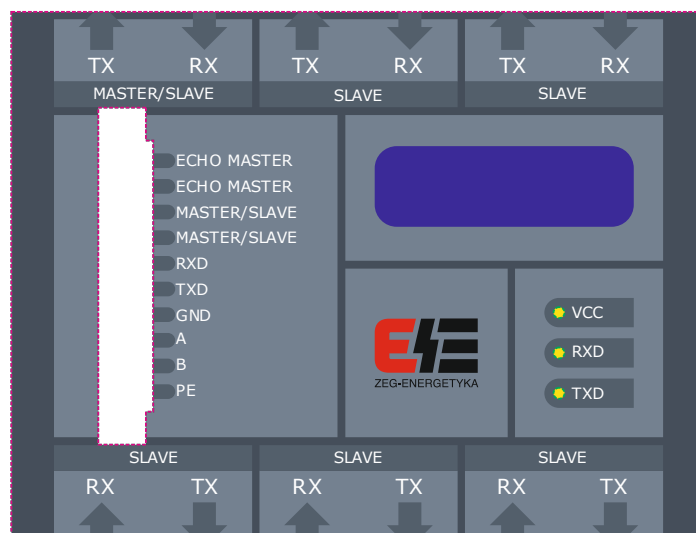 TX RX TX RX TX RX
MASTER/SLAVE SLAVE SLAVE
ECHO MASTER
ECHO MASTER
MASTER/SLAVE
MASTER/SLAVE
RXD
TXD
GND
A
B
PE
ZEG-ENERGETYKA
VCC
RXD
TXD
SLAVE SLAVE SLAVE
RX TX RX TX RX TX